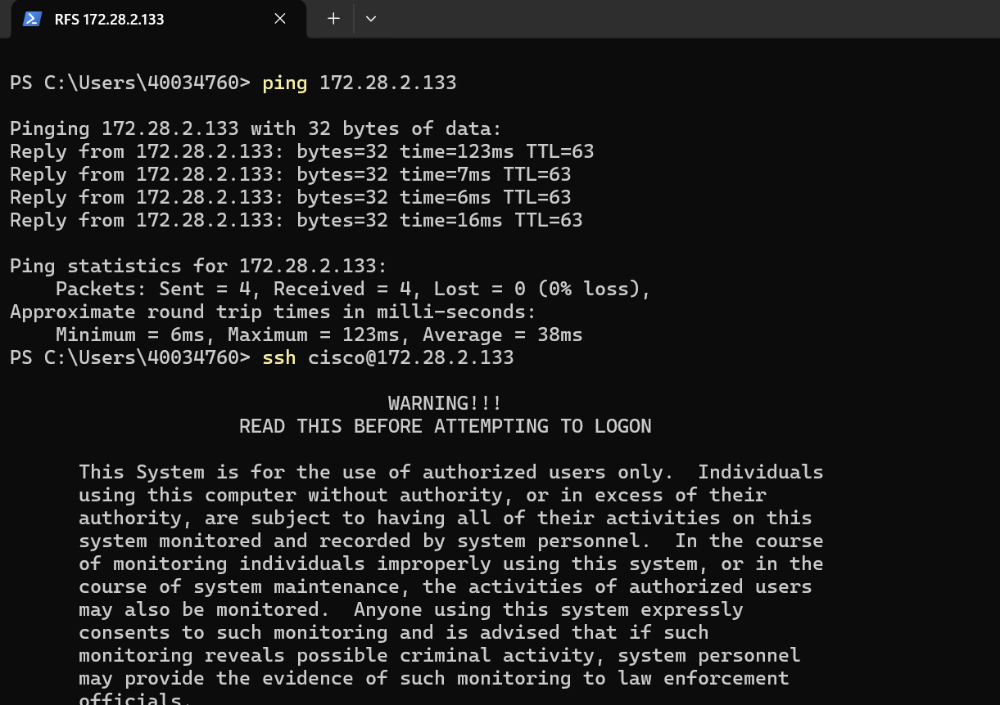 RFS 172.28.2.133
PS C:\Users\40034760> ping 172.28.2.133
Pinging 172.28.2.133 with 32 bytes of data:
Reply from 172.28.2.133: bytes=32 time=123ms TTL=63
Reply from 172.28.2.133: bytes=32 time=7ms TTL=63
Reply from 172.28.2.133: bytes=32 time=6ms TTL=63
Reply from 172.28.2.133: bytes=32 time=16ms TTL=63
Ping statistics for 172.28.2.133:
    Packets: Sent = 4, Received = 4, Lost = 0 (0% loss),
Approximate round trip times in milli-seconds:
    Minimum = 6ms, Maximum = 123ms, Average = 38ms
PS C:\Users\40034760> ssh cisco@172.28.2.133
WARNING!!!
READ THIS BEFORE ATTEMPTING TO LOGON
This System is for the use of authorized users only.  Individuals
using this computer without authority, or in excess of their
authority, are subject to having all of their activities on this
system monitored and recorded by system personnel.  In the course
of monitoring individuals improperly using this system, or in the
course of system maintenance, the activities of authorized users
may also be monitored.  Anyone using this system expressly
consents to such monitoring and is advised that if such
monitoring reveals possible criminal activity, system personnel
may provide the evidence of such monitoring to law enforcement
officials.